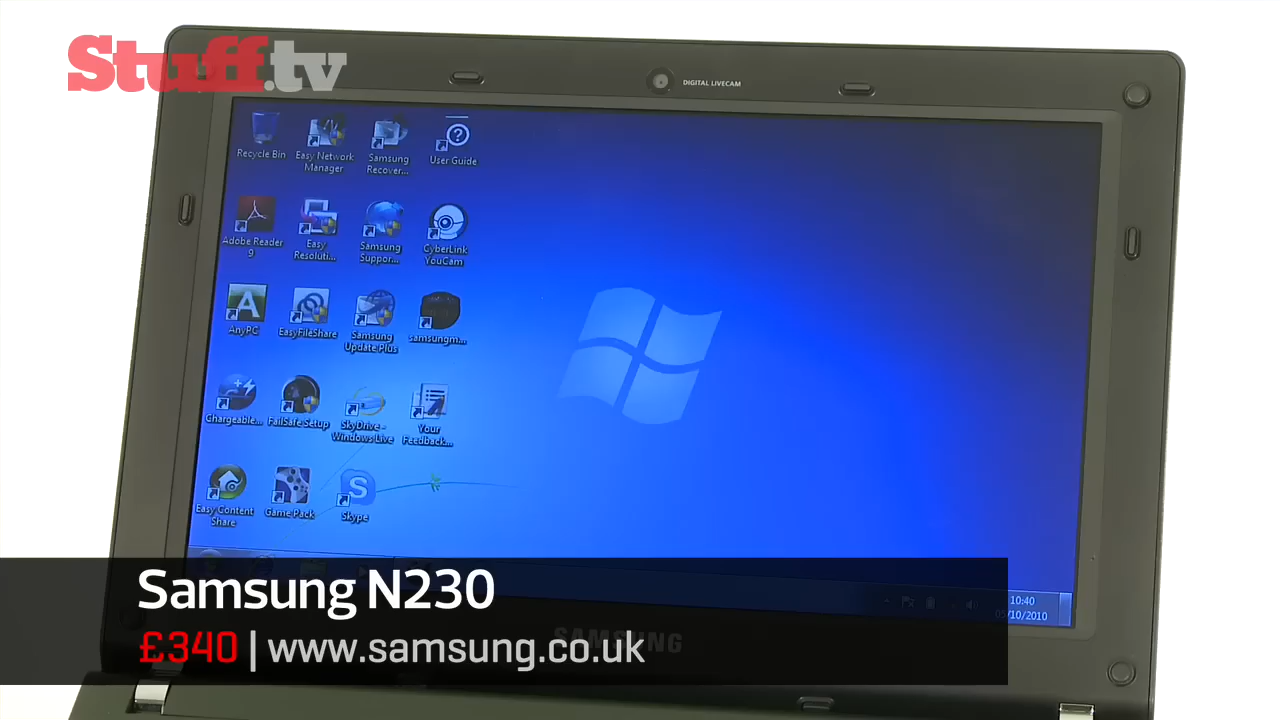 Stuff.tv
DIGITAL LIVECAM
Recycle Bin
Easy Network
Manager
Samsung
Recover...
User Guide
Adobe Reader
9
Easy
Resoluti...
Samsung
Suppor...
CyberLink
YouCam
AnyPC
EasyFileShare
Samsung
Update Plus
samsungm...
Chargeable...
FailSafe Setup
SkyDrive -
Windows Live
Your
Feedback...
Easy Content
Share
Game Pack
Skype
10:40
05/10/2010
SAMSUNG
Samsung N230
£340 | www.samsung.co.uk